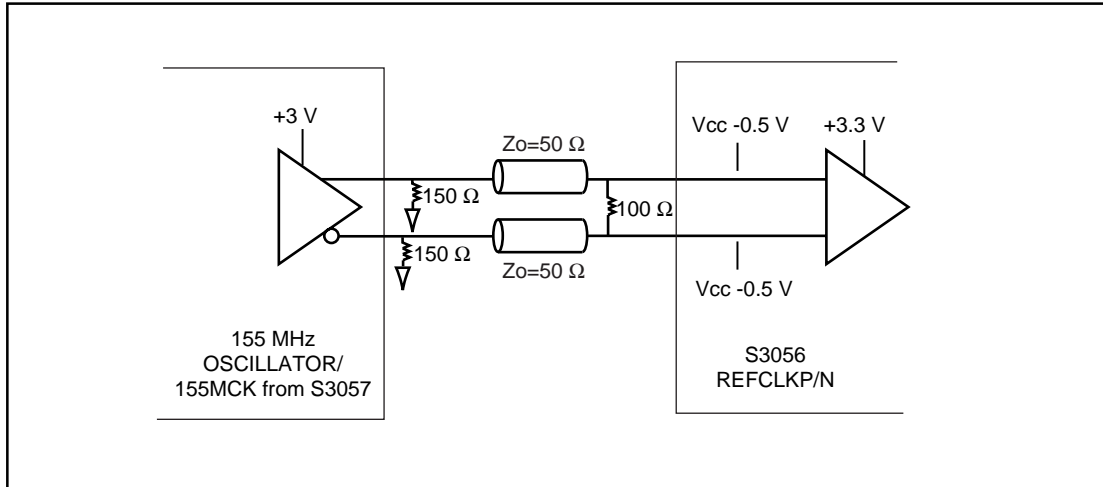 +3 V
Zo=50 Ω
Vcc -0.5 V
+3.3 V
150 Ω
100 Ω
150 Ω
Zo=50 Ω
Vcc -0.5 V
155 MHz
OSCILLATOR/
155MCK from S3057
S3056
REFCLKP/N